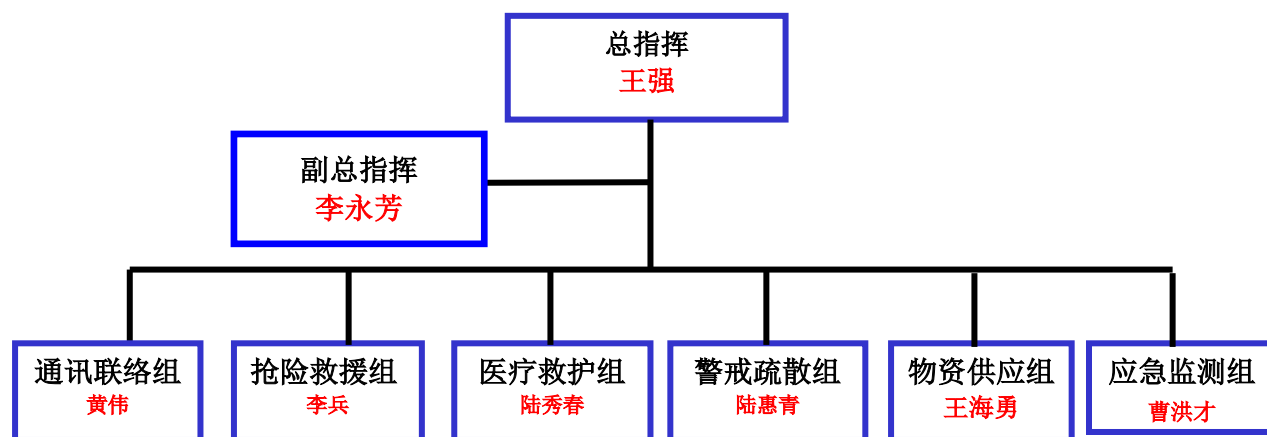 总指挥
王强
副总指挥
李永芳
通讯联络组
黄伟
抢险救援组
李兵
医疗救护组
陆秀春
警戒疏散组
陆惠青
物资供应组
王海勇
应急监测组
曹洪才